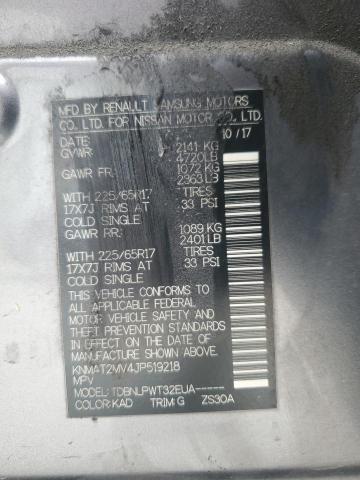 MFD BY RENAULT SAMSUNG MOTORS
CO. LTD. FOR NISSAN MOTOR CO. LTD.
DATE: 10/17
GVWR: 2141 KG
4720LB
GAWR FR: 1072 KG
2363LB
WITH 225/65R17 TIRES
17X7J RIMS AT 33 PSI
COLD SINGLE
GAWR RR: 1089 KG
2401LB
WITH 225/65R17 TIRES
17X7J RIMS AT 33 PSI
COLD SINGLE
THIS VEHICLE CONFORMS TO
ALL APPLICABLE FEDERAL
MOTOR VEHICLE SAFETY AND
THEFT PREVENTION STANDARDS
IN EFFECT ON THE DATE OF
MANUFACTURE SHOWN ABOVE.
KNMAT2MV4JP519218
MPV
MODEL: TDBNLPWT32EUA------
COLOR: KAD TRIM: G ZS30A